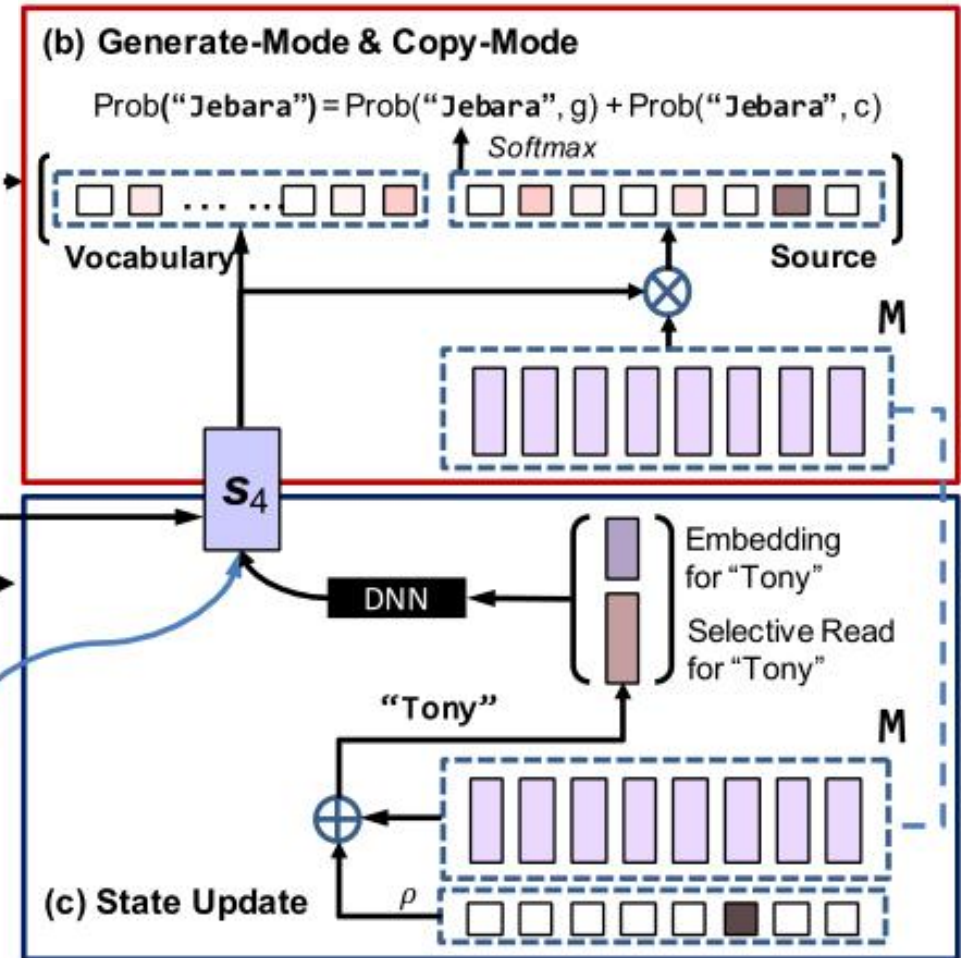 (b) Generate-Mode & Copy-Mode
Prob("Jebara") = Prob("Jebara", g) + Prob("Jebara", c)
Softmax
... ...
Vocabulary
Source
M
s4
Embedding
for "Tony"
DNN
Selective Read
for "Tony"
"Tony"
M
(c) State Update
ρ